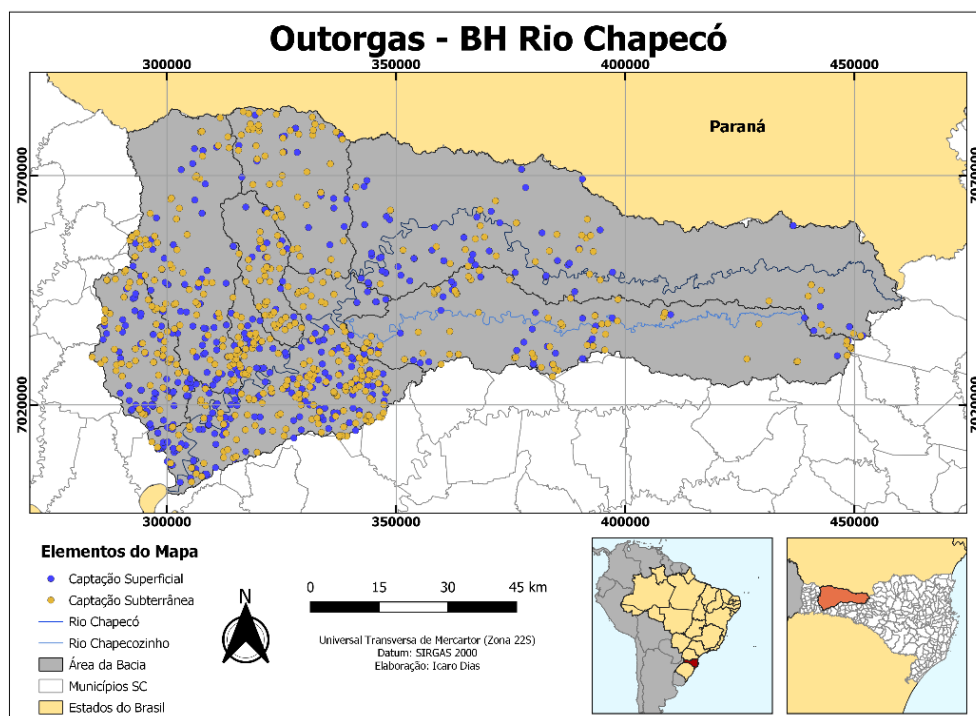 Outorgas - BH Rio Chapecó
300000
350000
400000
450000
Paraná
7070000
7070000
7020000
7020000
300000
350000
400000
450000
Elementos do Mapa
Captação Superficial
Captação Subterrânea
Rio Chapecó
Rio Chapecozinho
Área da Bacia
Municípios SC
Estados do Brasil
N
0 15 30 45 km
Universal Transversa de Mercartor (Zona 22S)
Datum: SIRGAS 2000
Elaboração: Icaro Dias